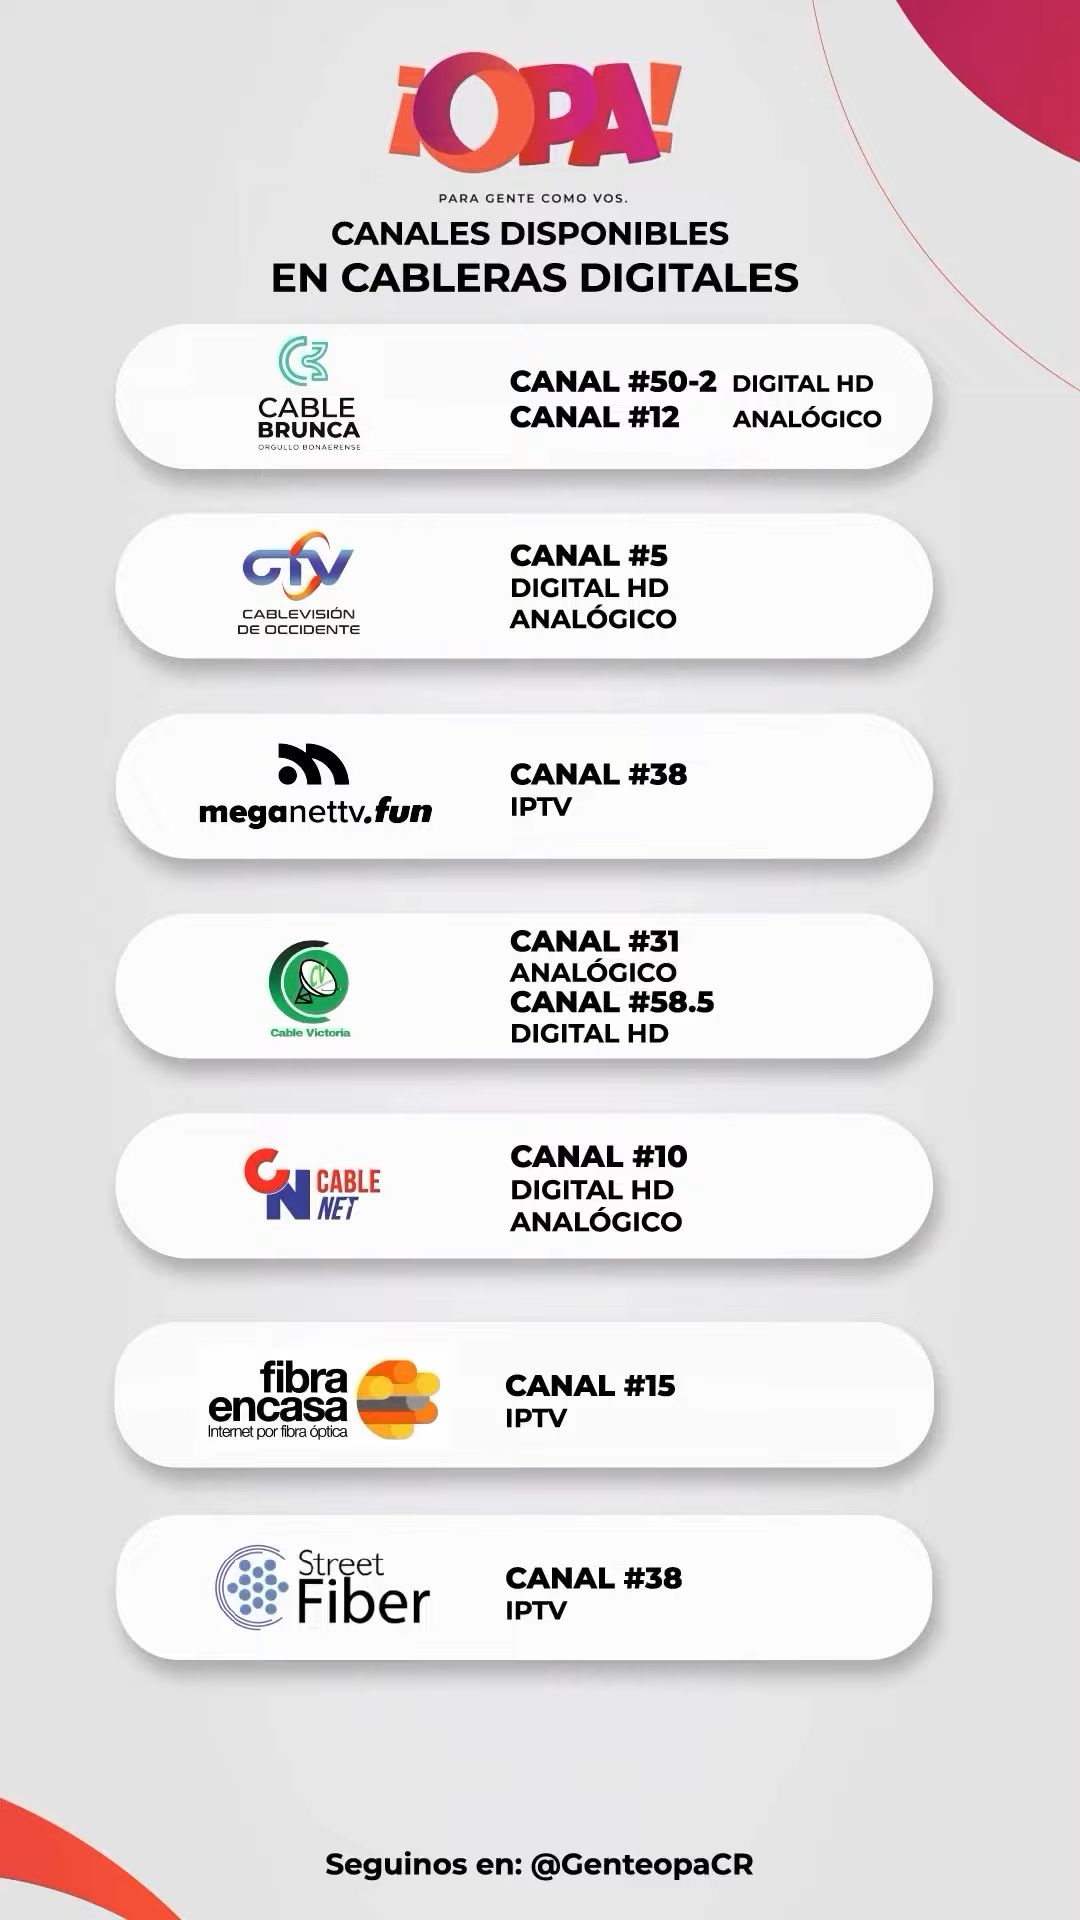 ¡OPA!
PARA GENTE COMO VOS.
CANALES DISPONIBLES
EN CABLERAS DIGITALES
CABLE
BRUNCA
ORGULLO BONAERENSE
CANAL #50-2 DIGITAL HD
CANAL #12 ANALÓGICO
CTV
CABLEVISIÓN
DE OCCIDENTE
CANAL #5
DIGITAL HD
ANALÓGICO
meganettv.fun
CANAL #38
IPTV
CV
Cable Victoria
CANAL #31
ANALÓGICO
CANAL #58.5
DIGITAL HD
CN CABLE
NET
CANAL #10
DIGITAL HD
ANALÓGICO
fibra
encasa
Internet por fibra óptica
CANAL #15
IPTV
Street
Fiber
CANAL #38
IPTV
Seguinos en: @GenteopaCR